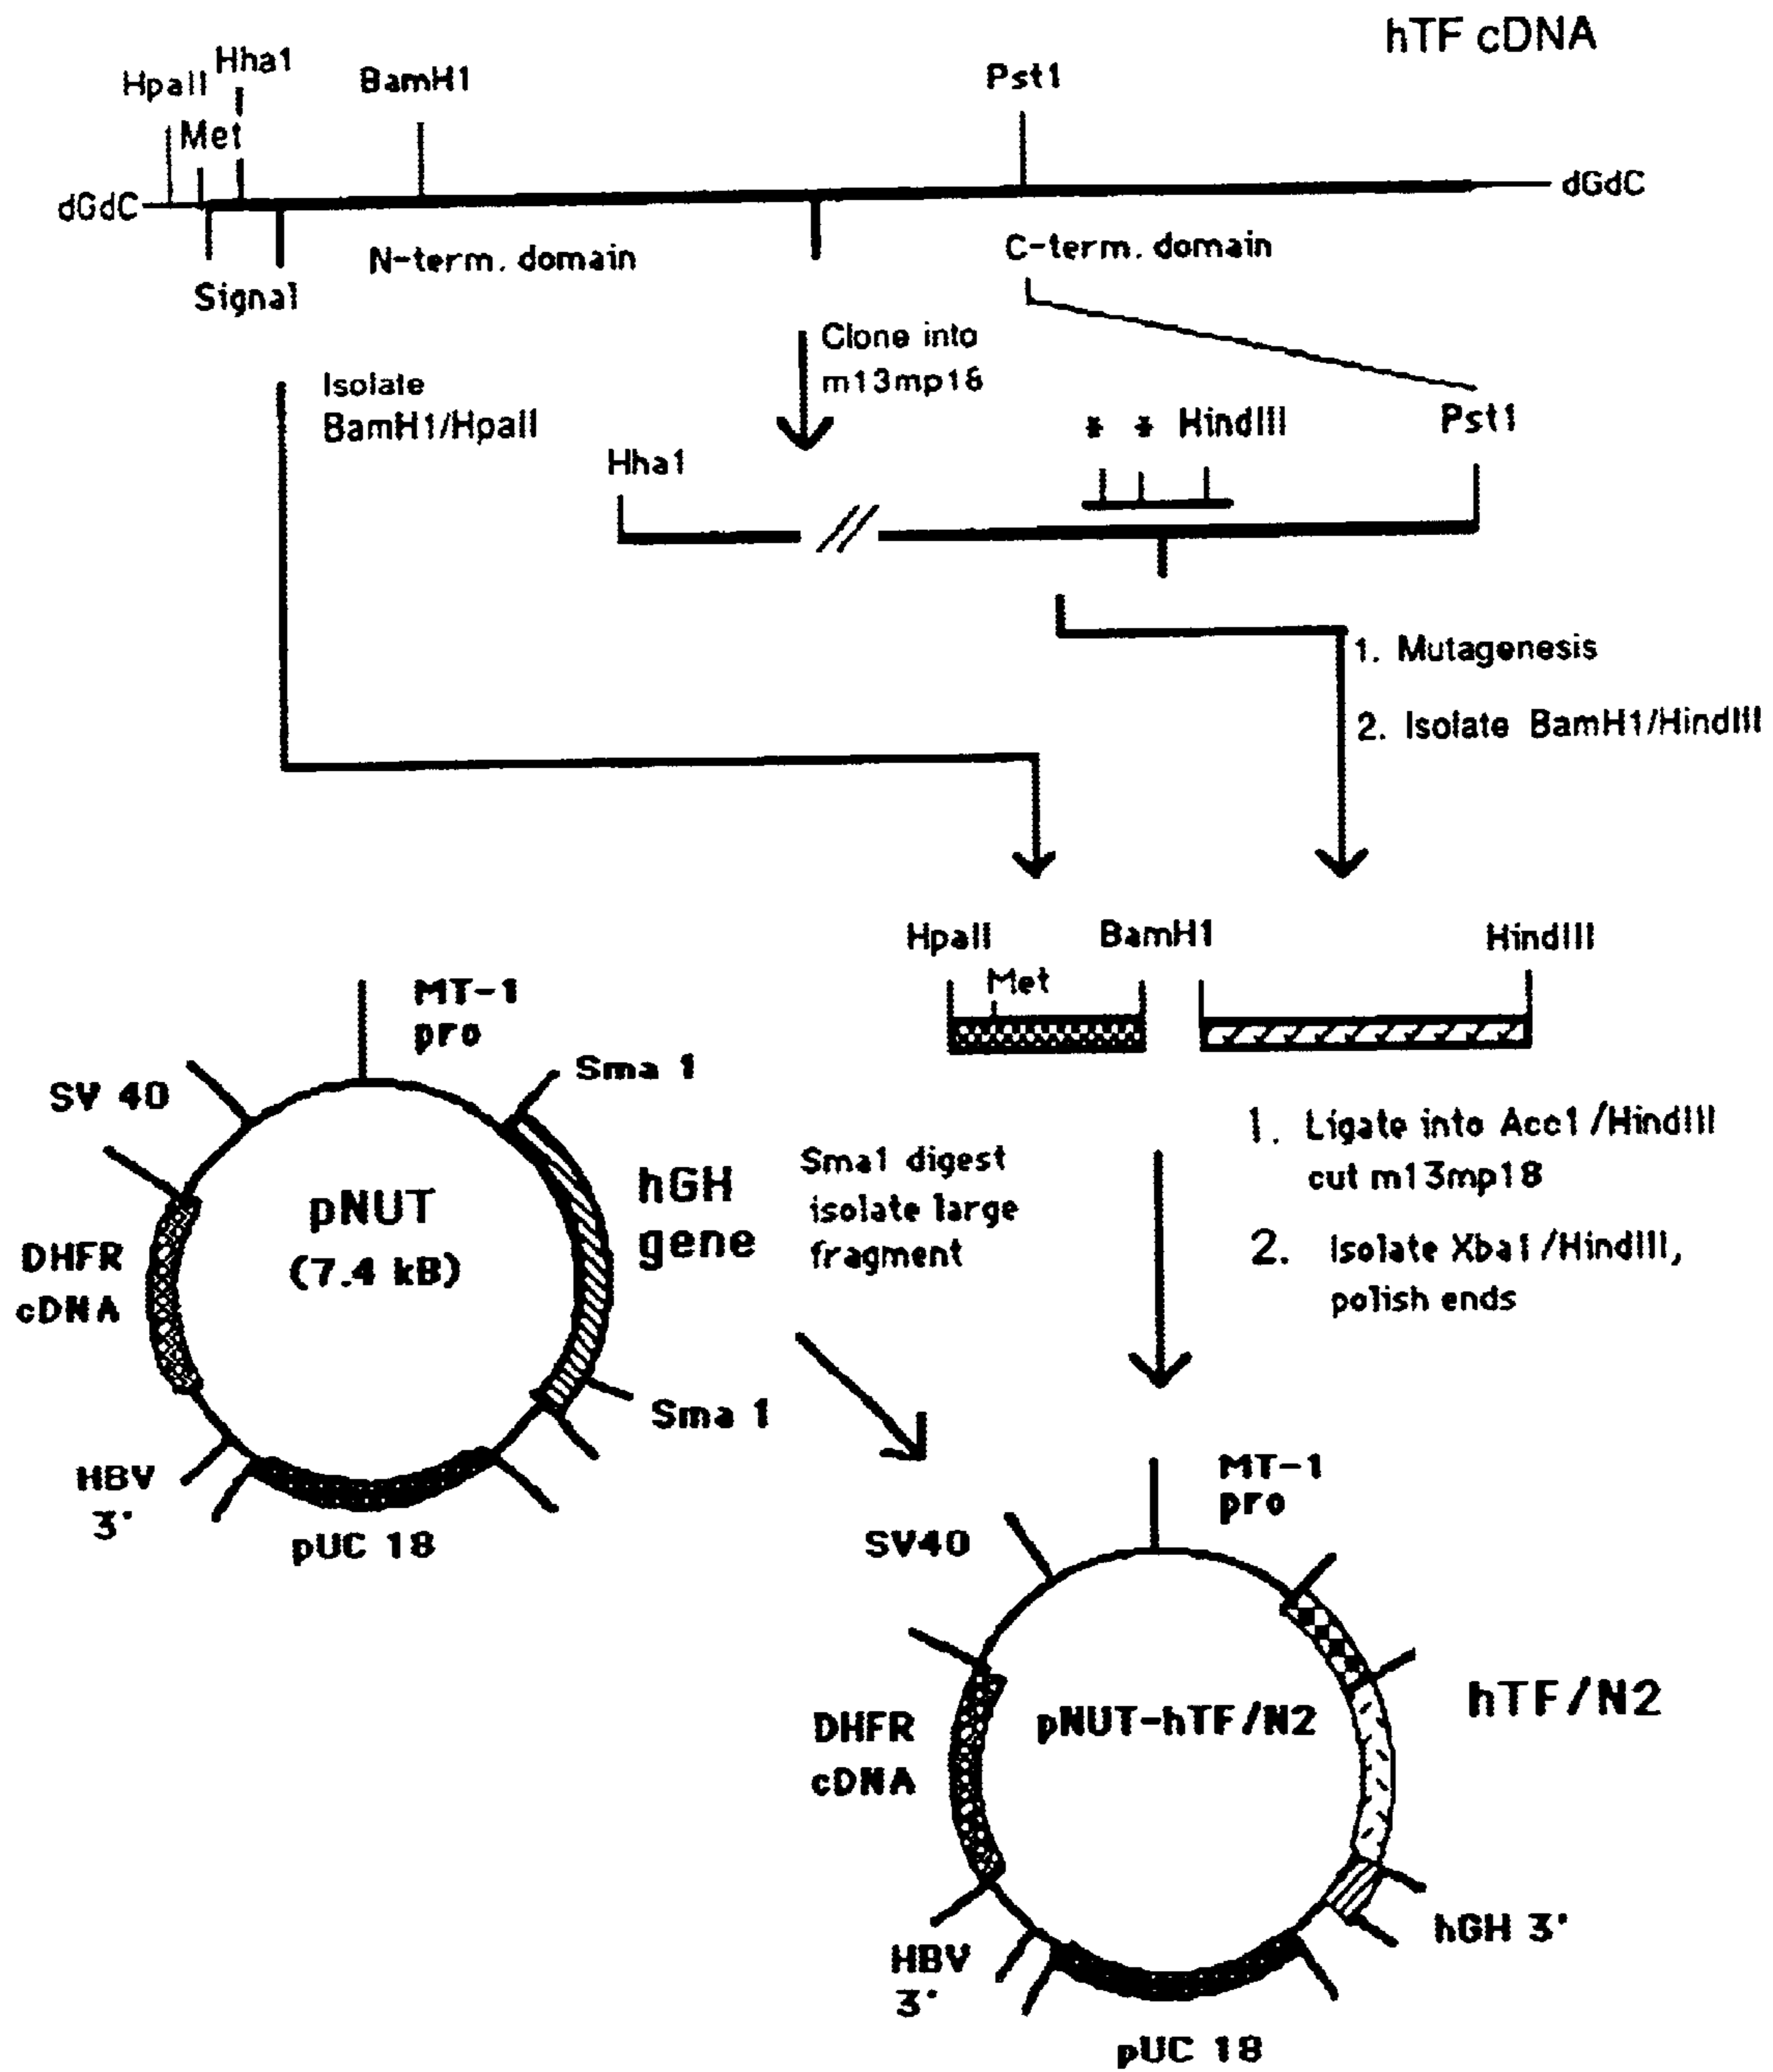 hTF cDNA
HpaII
Hha1
Met
BamH1
Pst1
dGdC
dGdC
Signal
N-term. domain
C-term. domain
Isolate
BamH1/HpaII
Clone into
m13mp18
Hha1
* * HindIII
Pst1
1. Mutagenesis
2. Isolate BamH1/HindIII
HpaII
Met
BamH1
HindIII
MT-1
pro
SV 40
Sma 1
pNUT
(7.4 kB)
hGH
gene
DHFR
cDNA
Sma 1
HBV
3'
pUC 18
Sma1 digest
isolate large
fragment
1. Ligate into Acc1/HindIII
cut m13mp18
2. Isolate Xba1/HindIII,
polish ends
MT-1
pro
SV40
hTF/N2
DHFR
cDNA
pNUT-hTF/N2
hGH 3'
HBV
3'
pUC 18